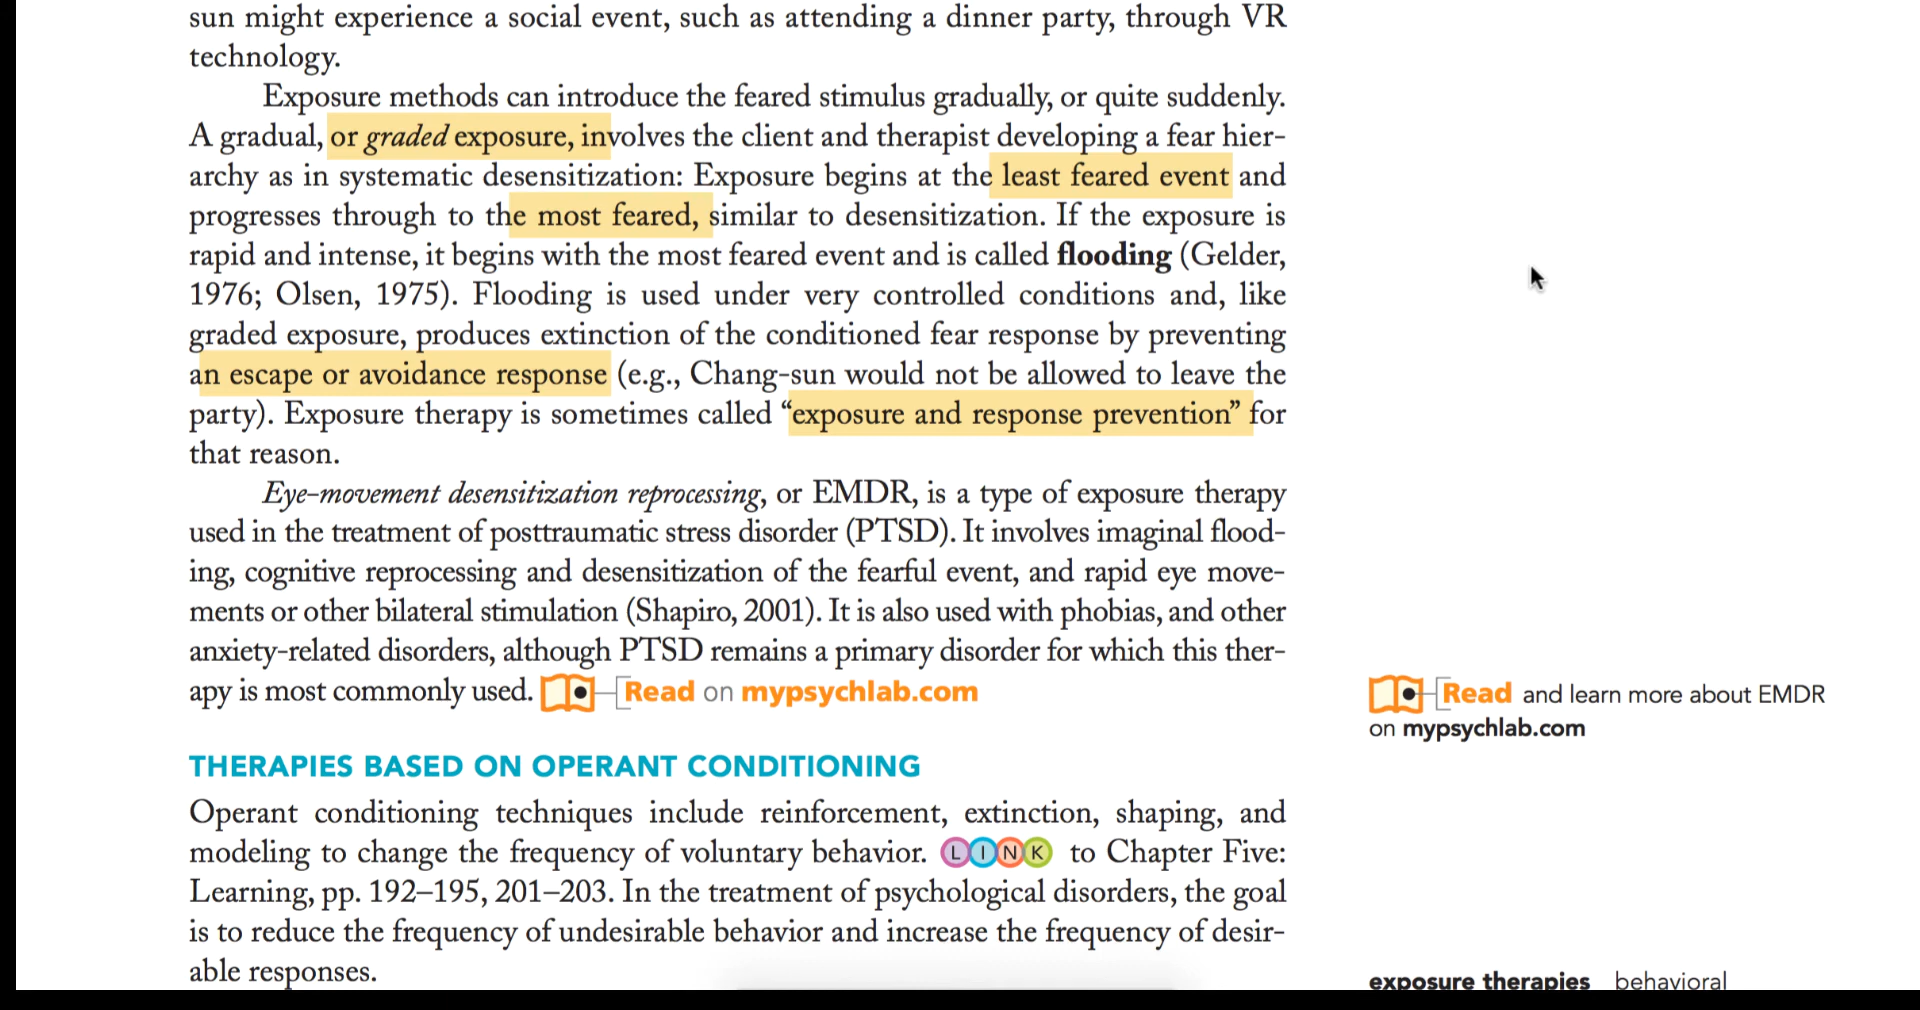 sun might experience a social event, such as attending a dinner party, through VR
technology.
Exposure methods can introduce the feared stimulus gradually, or quite suddenly.
A gradual, or graded exposure, involves the client and therapist developing a fear hier-
archy as in systematic desensitization: Exposure begins at the least feared event and
progresses through to the most feared, similar to desensitization. If the exposure is
rapid and intense, it begins with the most feared event and is called flooding (Gelder,
1976; Olsen, 1975). Flooding is used under very controlled conditions and, like
graded exposure, produces extinction of the conditioned fear response by preventing
an escape or avoidance response (e.g., Chang-sun would not be allowed to leave the
party). Exposure therapy is sometimes called “exposure and response prevention” for
that reason.
Eye-movement desensitization reprocessing, or EMDR, is a type of exposure therapy
used in the treatment of posttraumatic stress disorder (PTSD). It involves imaginal flood-
ing, cognitive reprocessing and desensitization of the fearful event, and rapid eye move-
ments or other bilateral stimulation (Shapiro, 2001). It is also used with phobias, and other
anxiety-related disorders, although PTSD remains a primary disorder for which this ther-
apy is most commonly used. Read on mypsychlab.com
Read and learn more about EMDR
on mypsychlab.com
THERAPIES BASED ON OPERANT CONDITIONING
Operant conditioning techniques include reinforcement, extinction, shaping, and
modeling to change the frequency of voluntary behavior. LINK to Chapter Five:
Learning, pp. 192–195, 201–203. In the treatment of psychological disorders, the goal
is to reduce the frequency of undesirable behavior and increase the frequency of desir-
able responses.
exposure therapies behavioral